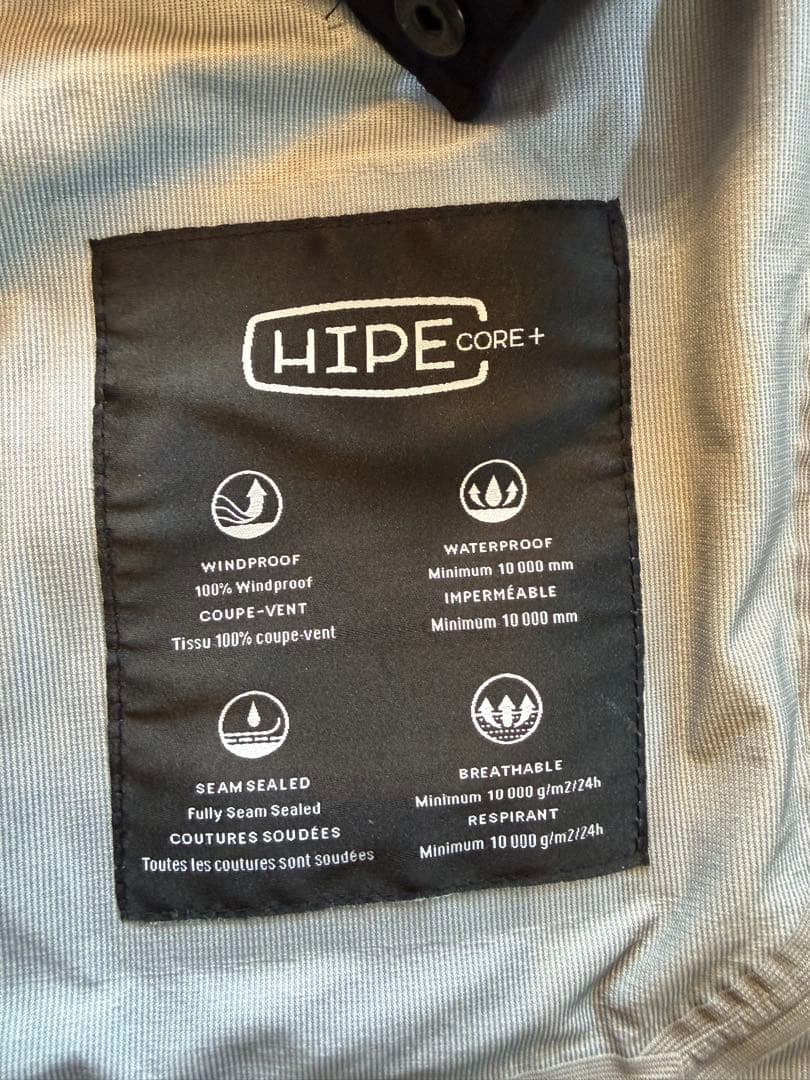 HIPE CORE+
WINDPROOF
100% Windproof
COUPE-VENT
Tissu 100% coupe-vent
WATERPROOF
Minimum 10 000 mm
IMPERMÉABLE
Minimum 10 000 mm
SEAM SEALED
Fully Seam Sealed
COUTURES SOUDÉES
Toutes les coutures sont soudées
BREATHABLE
Minimum 10 000 g/m2/24h
RESPIRANT
Minimum 10 000 g/m2/24h